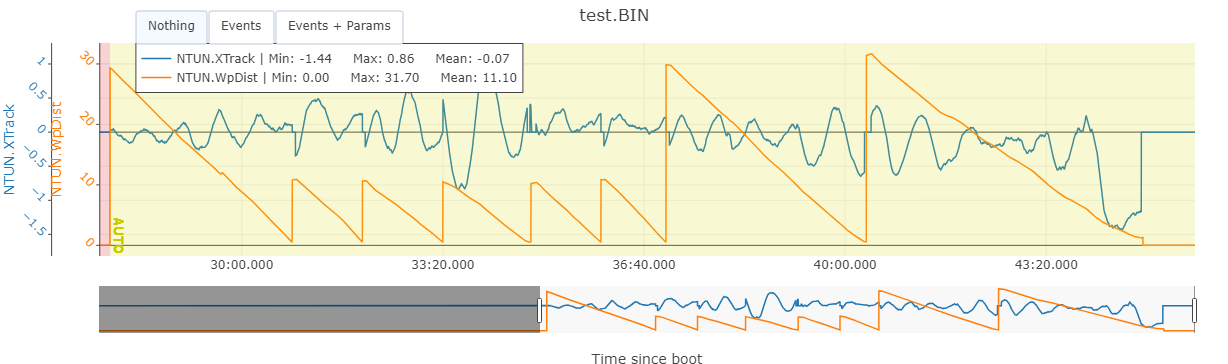 test.BIN
Nothing Events Events + Params
NTUN.XTrack | Min: -1.44 Max: 0.86 Mean: -0.07
NTUN.WpDist | Min: 0.00 Max: 31.70 Mean: 11.10
NTUN.XTrack
1
0.5
0
−0.5
−1
−1.5
NTUN.WpDist
30
20
10
0
AUTO
30:00.000 33:20.000 36:40.000 40:00.000 43:20.000
Time since boot